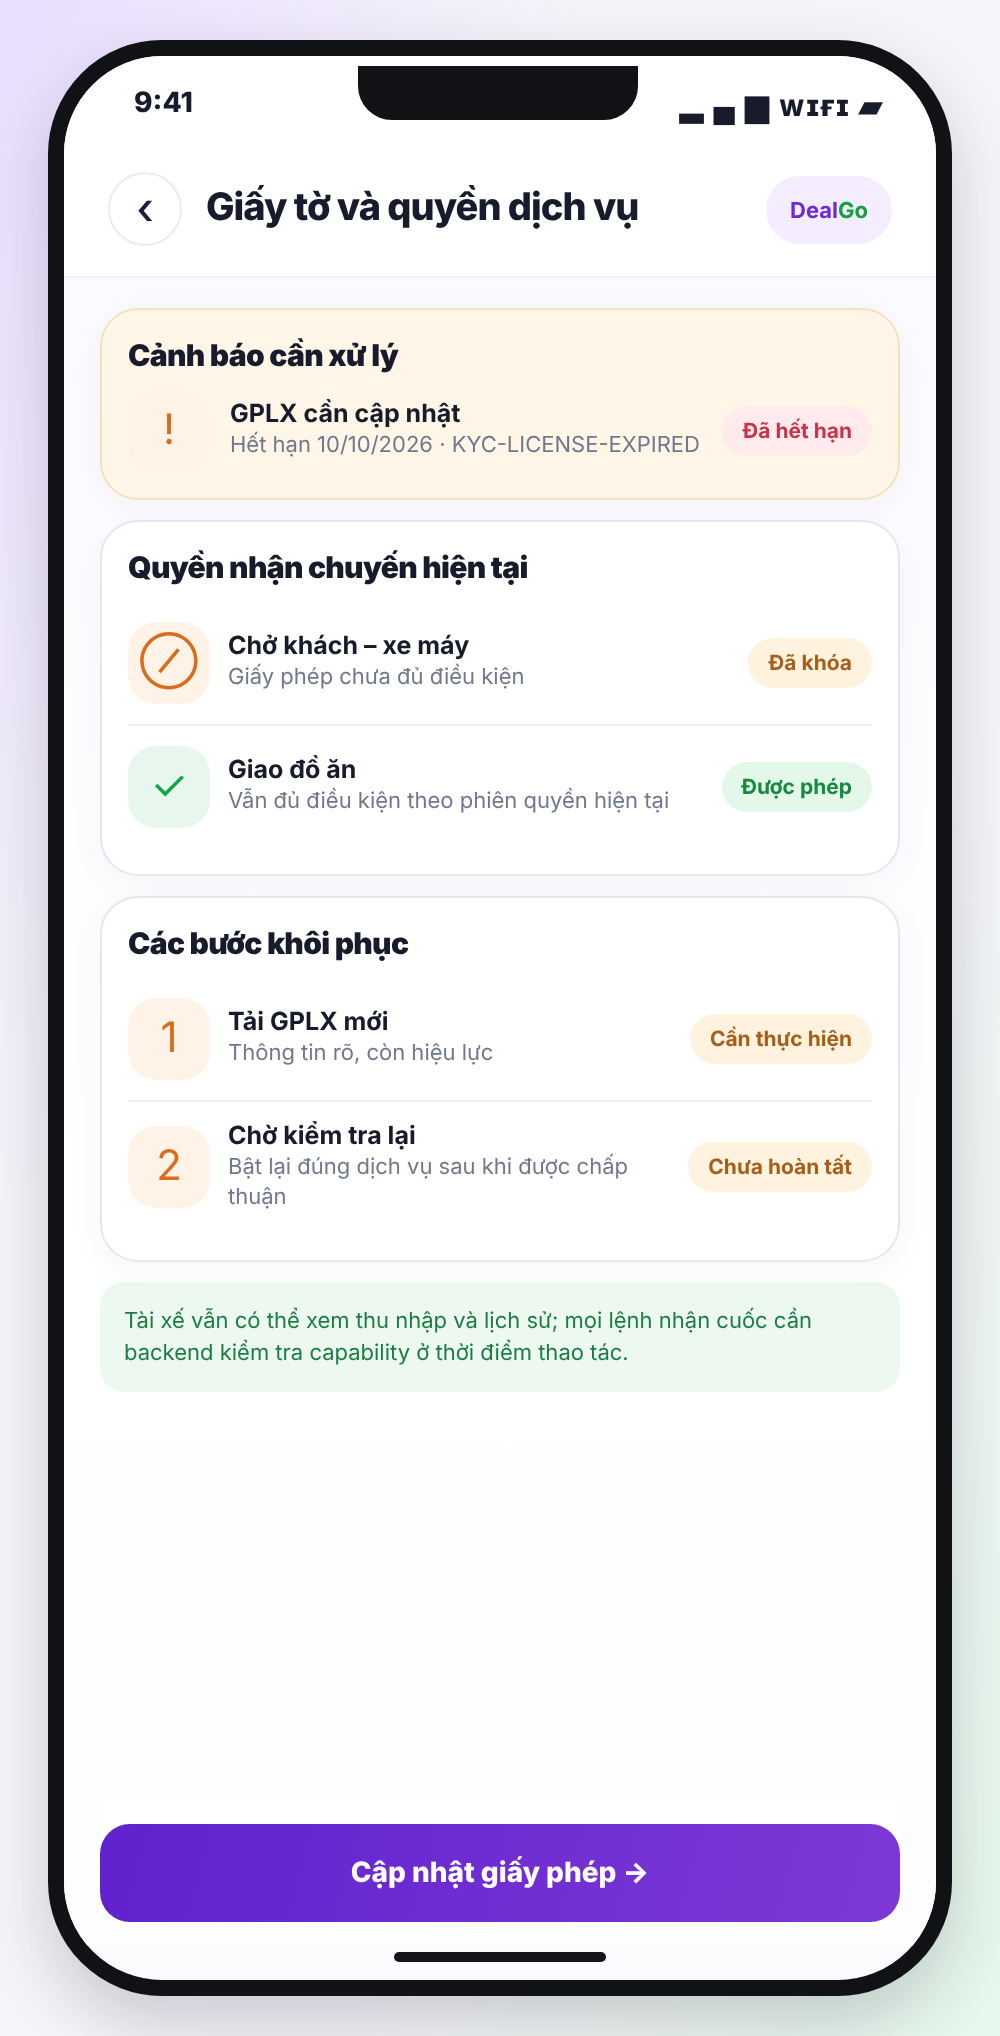 9:41
WIFI
‹ Giấy tờ và quyền dịch vụ
DealGo
Cảnh báo cần xử lý
! GPLX cần cập nhật
Hết hạn 10/10/2026 · KYC-LICENSE-EXPIRED
Đã hết hạn
Quyền nhận chuyến hiện tại
Chở khách – xe máy
Giấy phép chưa đủ điều kiện
Đã khóa
Giao đồ ăn
Vẫn đủ điều kiện theo phiên quyền hiện tại
Được phép
Các bước khôi phục
1
Tải GPLX mới
Thông tin rõ, còn hiệu lực
Cần thực hiện
2
Chờ kiểm tra lại
Bật lại đúng dịch vụ sau khi được chấp
thuận
Chưa hoàn tất
Tài xế vẫn có thể xem thu nhập và lịch sử; mọi lệnh nhận cuốc cần
backend kiểm tra capability ở thời điểm thao tác.
Cập nhật giấy phép →